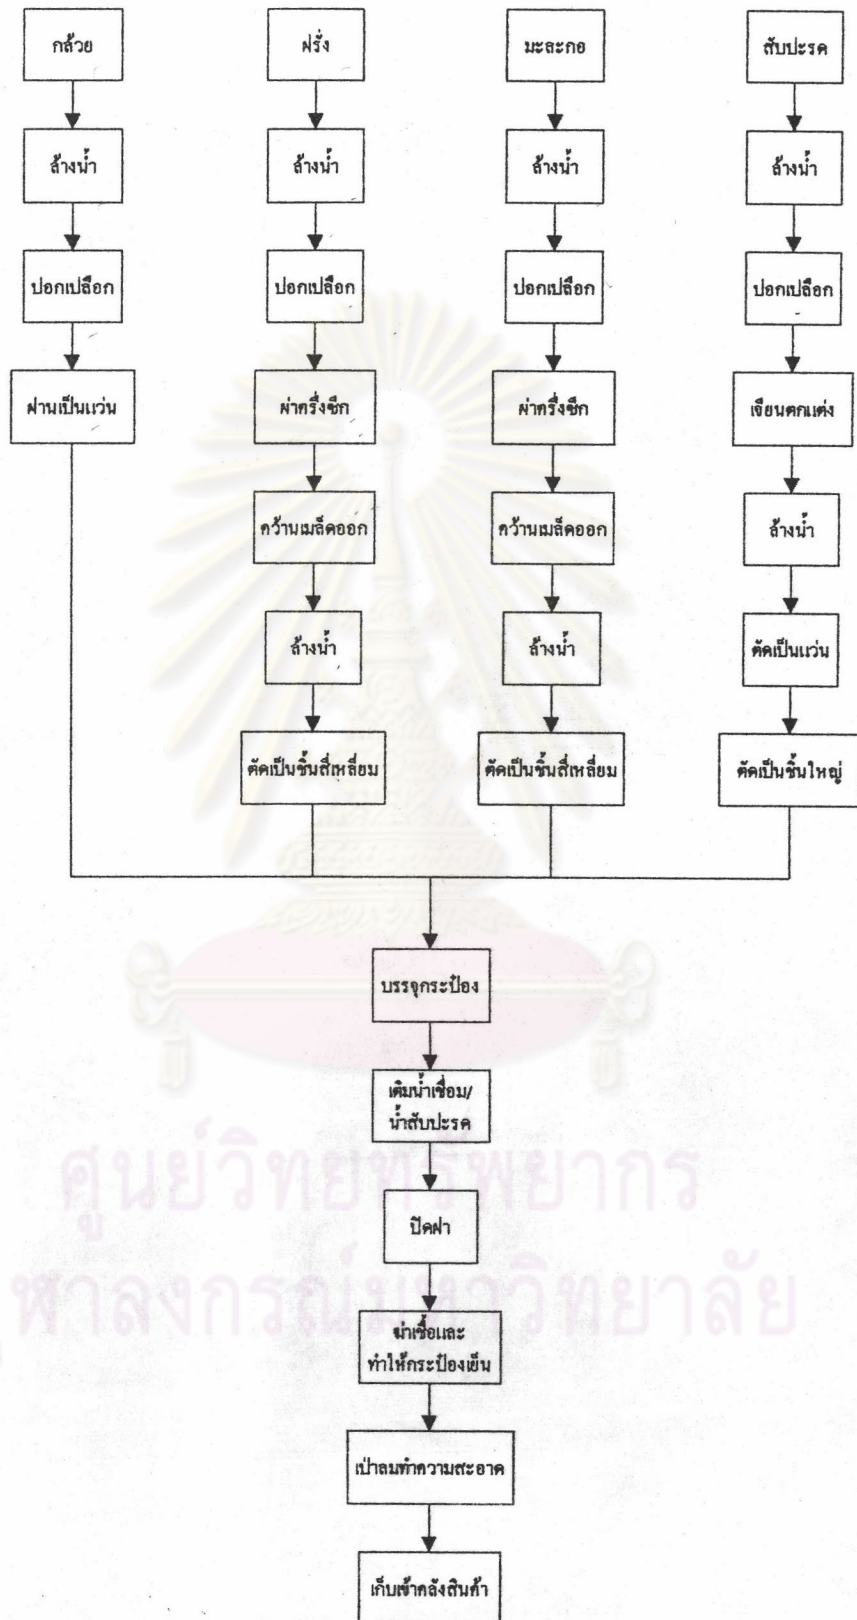 กล้วย
ฝรั่ง
มะละกอ
สับปะรด
ล้างน้ำ
ล้างน้ำ
ล้างน้ำ
ล้างน้ำ
ปอกเปลือก
ปอกเปลือก
ปอกเปลือก
ปอกเปลือก
ฝานเป็นแว่น
ผ่าครึ่งซีก
ผ่าครึ่งซีก
เจียนตกแต่ง
คว้านเมล็ดออก
คว้านเมล็ดออก
ล้างน้ำ
ล้างน้ำ
ล้างน้ำ
ตัดเป็นแว่น
ตัดเป็นชิ้นสี่เหลี่ยม
ตัดเป็นชิ้นสี่เหลี่ยม
ตัดเป็นชิ้นใหญ่
บรรจุกระป๋อง
เติมน้ำเชื่อม/
น้ำสับปะรด
ศูนย์วิทยทรัพยากร
ปิดฝา
ฬาลงกรณ์มหาวิทยาลัย
ฆ่าเชื้อและ
ทำให้กระป๋องเย็น
เป่าลมทำความสะอาด
เก็บเข้าคลังสินค้า